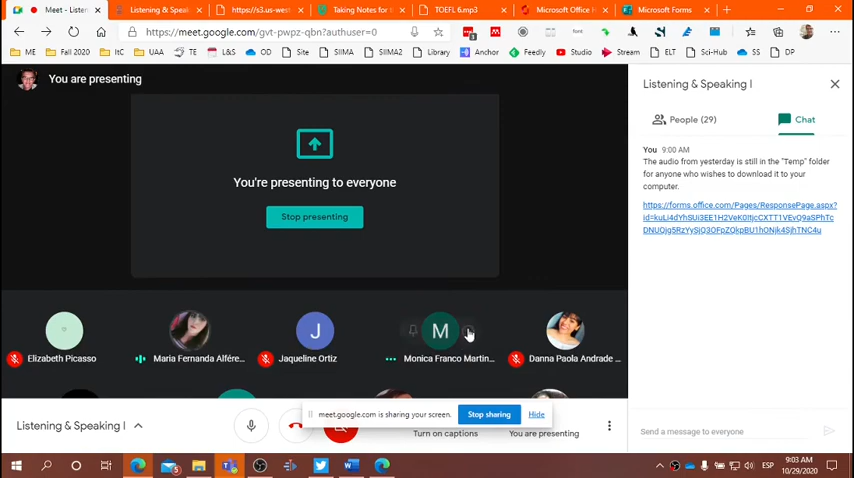 Meet - Listen
Listening & Speaki
https://s3.us-west
Taking Notes for t
TOEFL 6.mp3
Microsoft Office H
Microsoft Forms
https://meet.google.com/gvt-pwpz-qbn?authuser=0
ME
Fall 2020
ItC
UAA
L&S
OD
Site
SIIMA
SIIMA2
Library
Anchor
Feedly
Studio
Stream
ELT
Sci-Hub
SS
DP
You are presenting
You're presenting to everyone
Stop presenting
Elizabeth Picasso
Maria Fernanda Alfére...
J
Jaqueline Ortiz
M
Monica Franco Martin...
Danna Paola Andrade ...
meet.google.com is sharing your screen.
Stop sharing
Hide
Listening & Speaking I
Turn on captions
You are presenting
Listening & Speaking I
People (29)
Chat
You 9:00 AM
The audio from yesterday is still in the "Temp" folder
for anyone who wishes to download it to your
computer.
https://forms.office.com/Pages/ResponsePage.aspx?
Send a message to everyone
ESP
09:03 AM
10/29/2020